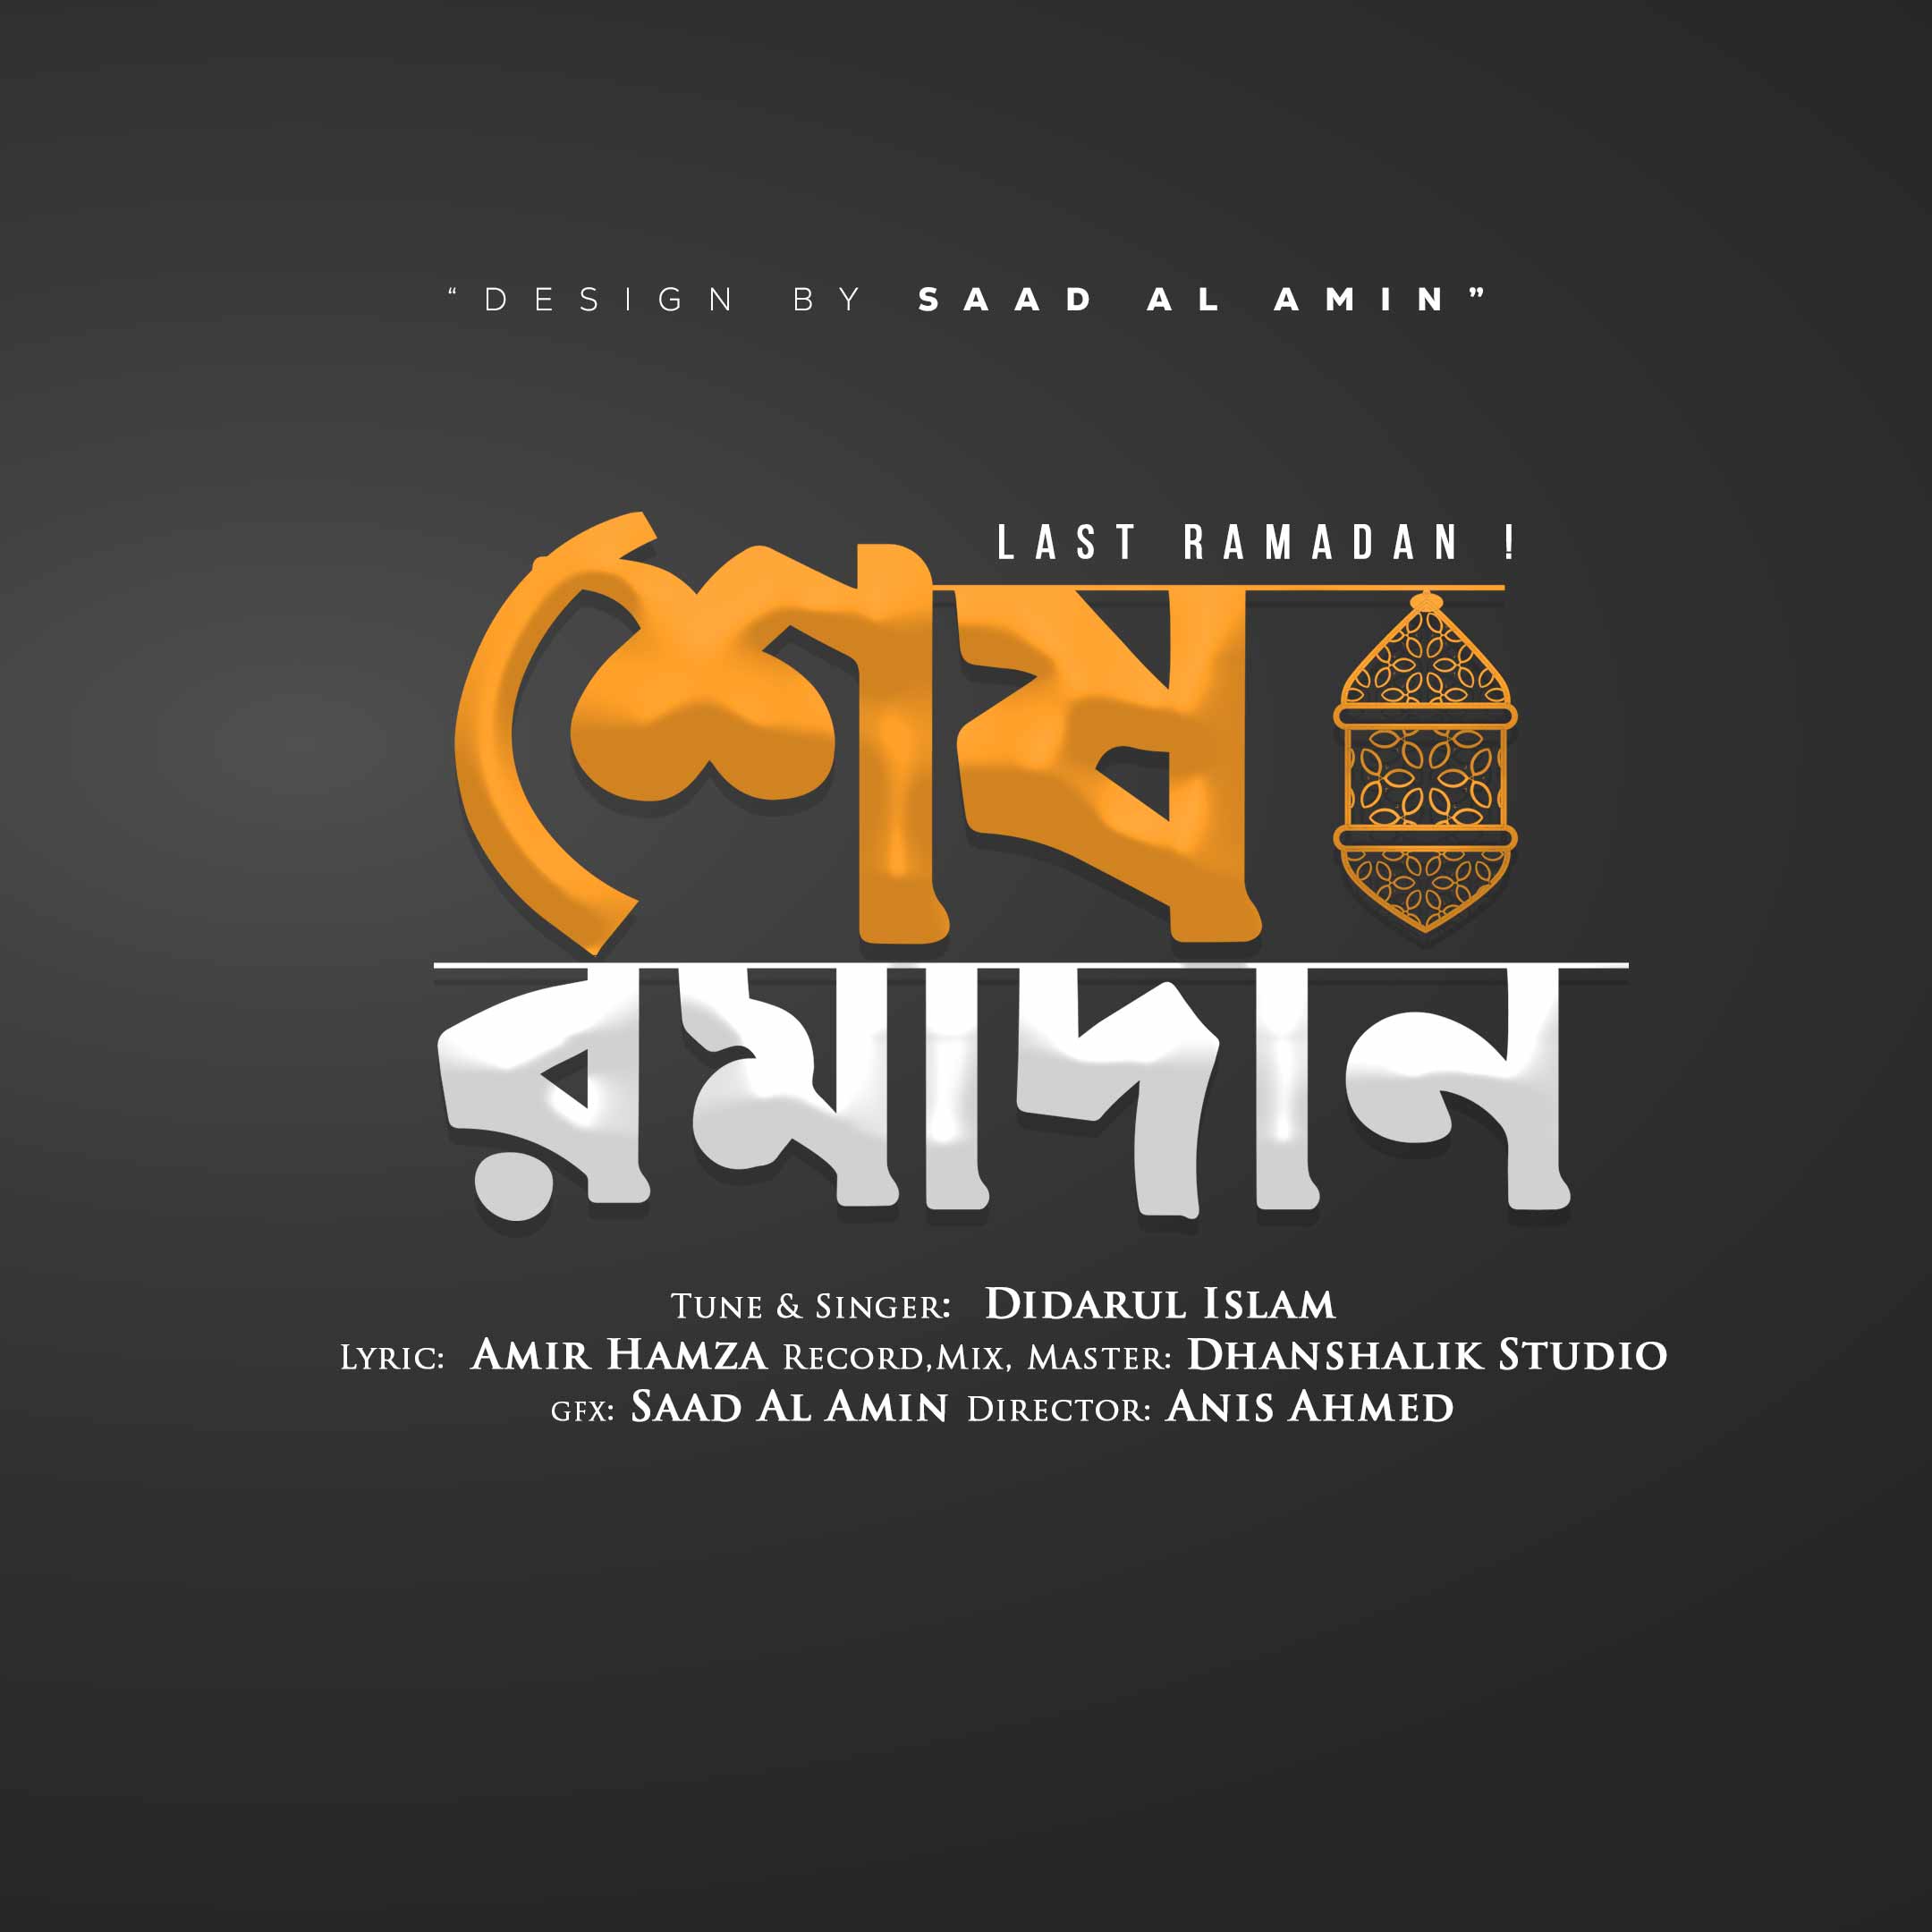 “DESIGN BY SAAD AL AMIN”
LAST RAMADAN !
শেষ
রমাদান
TUNE & SINGER: DIDARUL ISLAM
LYRIC: AMIR HAMZA RECORD,MIX, MASTER: DHANSHALIK STUDIO
GFX: SAAD AL AMIN DIRECTOR: ANIS AHMED